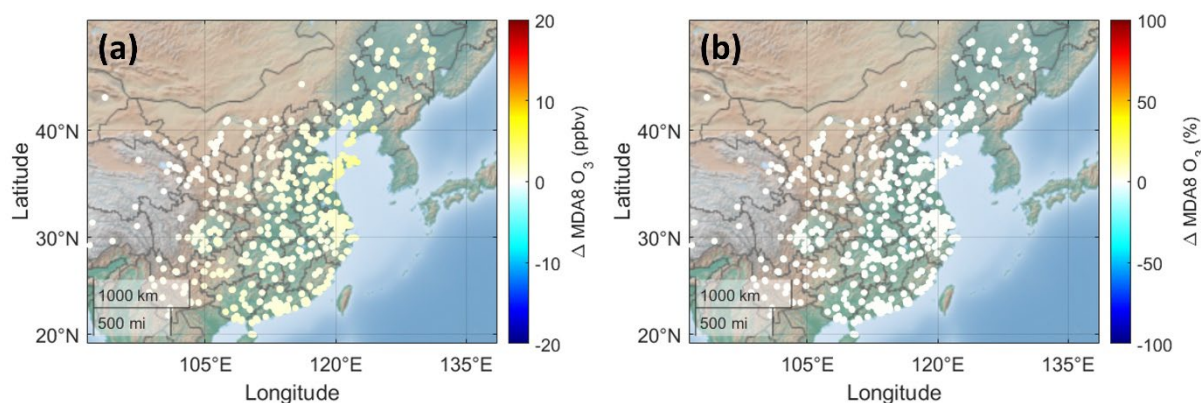 (a)
Latitude
40°N
30°N
20°N
1000 km
500 mi
105°E
120°E
135°E
Longitude
20
10
0
-10
-20
Δ MDA8 O₃ (ppbv)
(b)
Latitude
40°N
30°N
20°N
1000 km
500 mi
105°E
120°E
135°E
Longitude
100
50
0
-50
-100
Δ MDA8 O₃ (%)